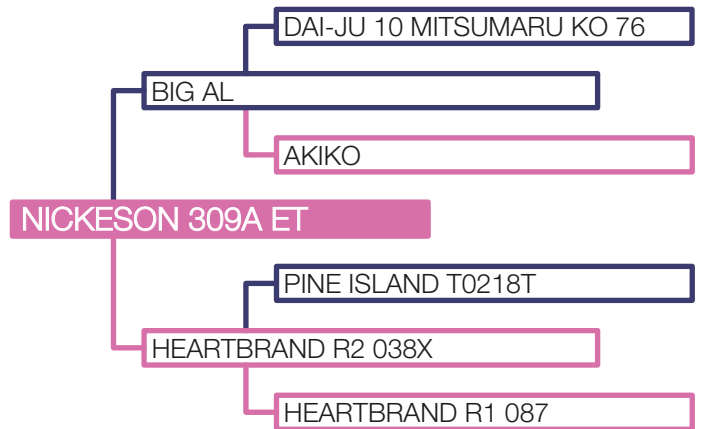 DAI-JU 10 MITSUMARU KO 76
BIG AL
AKIKO
NICKESON 309A ET
PINE ISLAND T0218T
HEARTBRAND R2 038X
HEARTBRAND R1 087